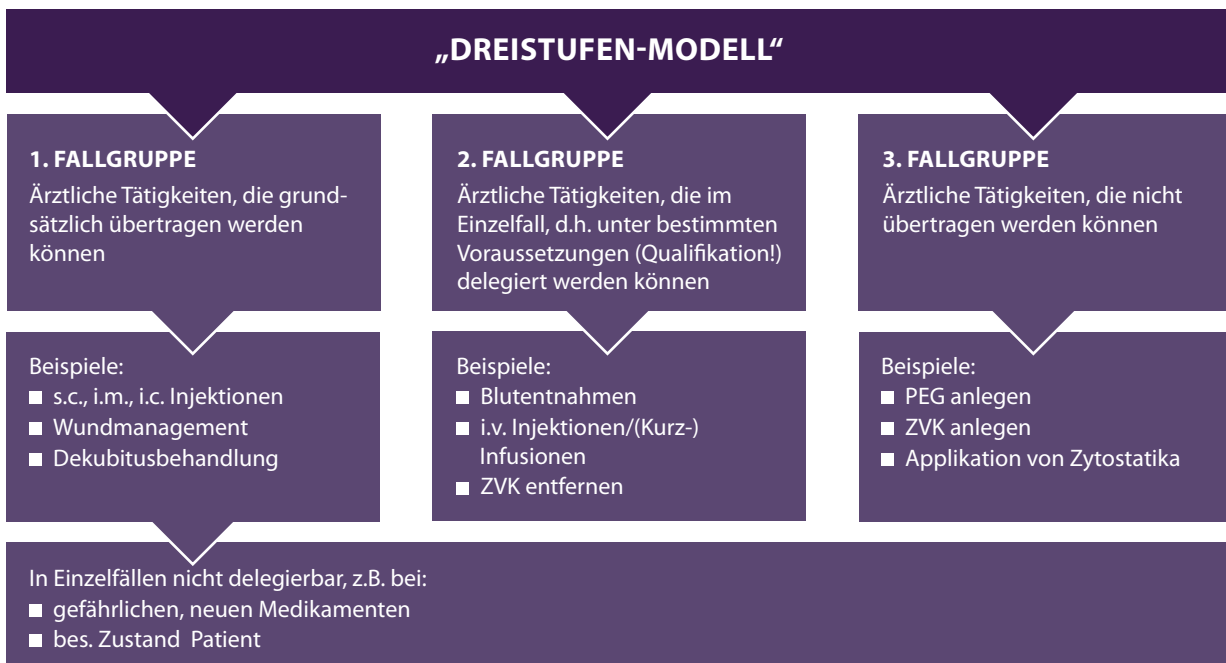 „DREISTUFEN-MODELL“
1. FALLGRUPPE
Ärztliche Tätigkeiten, die grund-
sätzlich übertragen werden
können
Beispiele:
■ s.c., i.m., i.c. Injektionen
■ Wundmanagement
■ Dekubitusbehandlung
2. FALLGRUPPE
Ärztliche Tätigkeiten, die im
Einzelfall, d.h. unter bestimmten
Voraussetzungen (Qualifikation!)
delegiert werden können
Beispiele:
■ Blutentnahmen
■ i.v. Injektionen/(Kurz-)
Infusionen
■ ZVK entfernen
3. FALLGRUPPE
Ärztliche Tätigkeiten, die nicht
übertragen werden können
Beispiele:
■ PEG anlegen
■ ZVK anlegen
■ Applikation von Zytostatika
In Einzelfällen nicht delegierbar, z.B. bei:
■ gefährlichen, neuen Medikamenten
■ bes. Zustand Patient